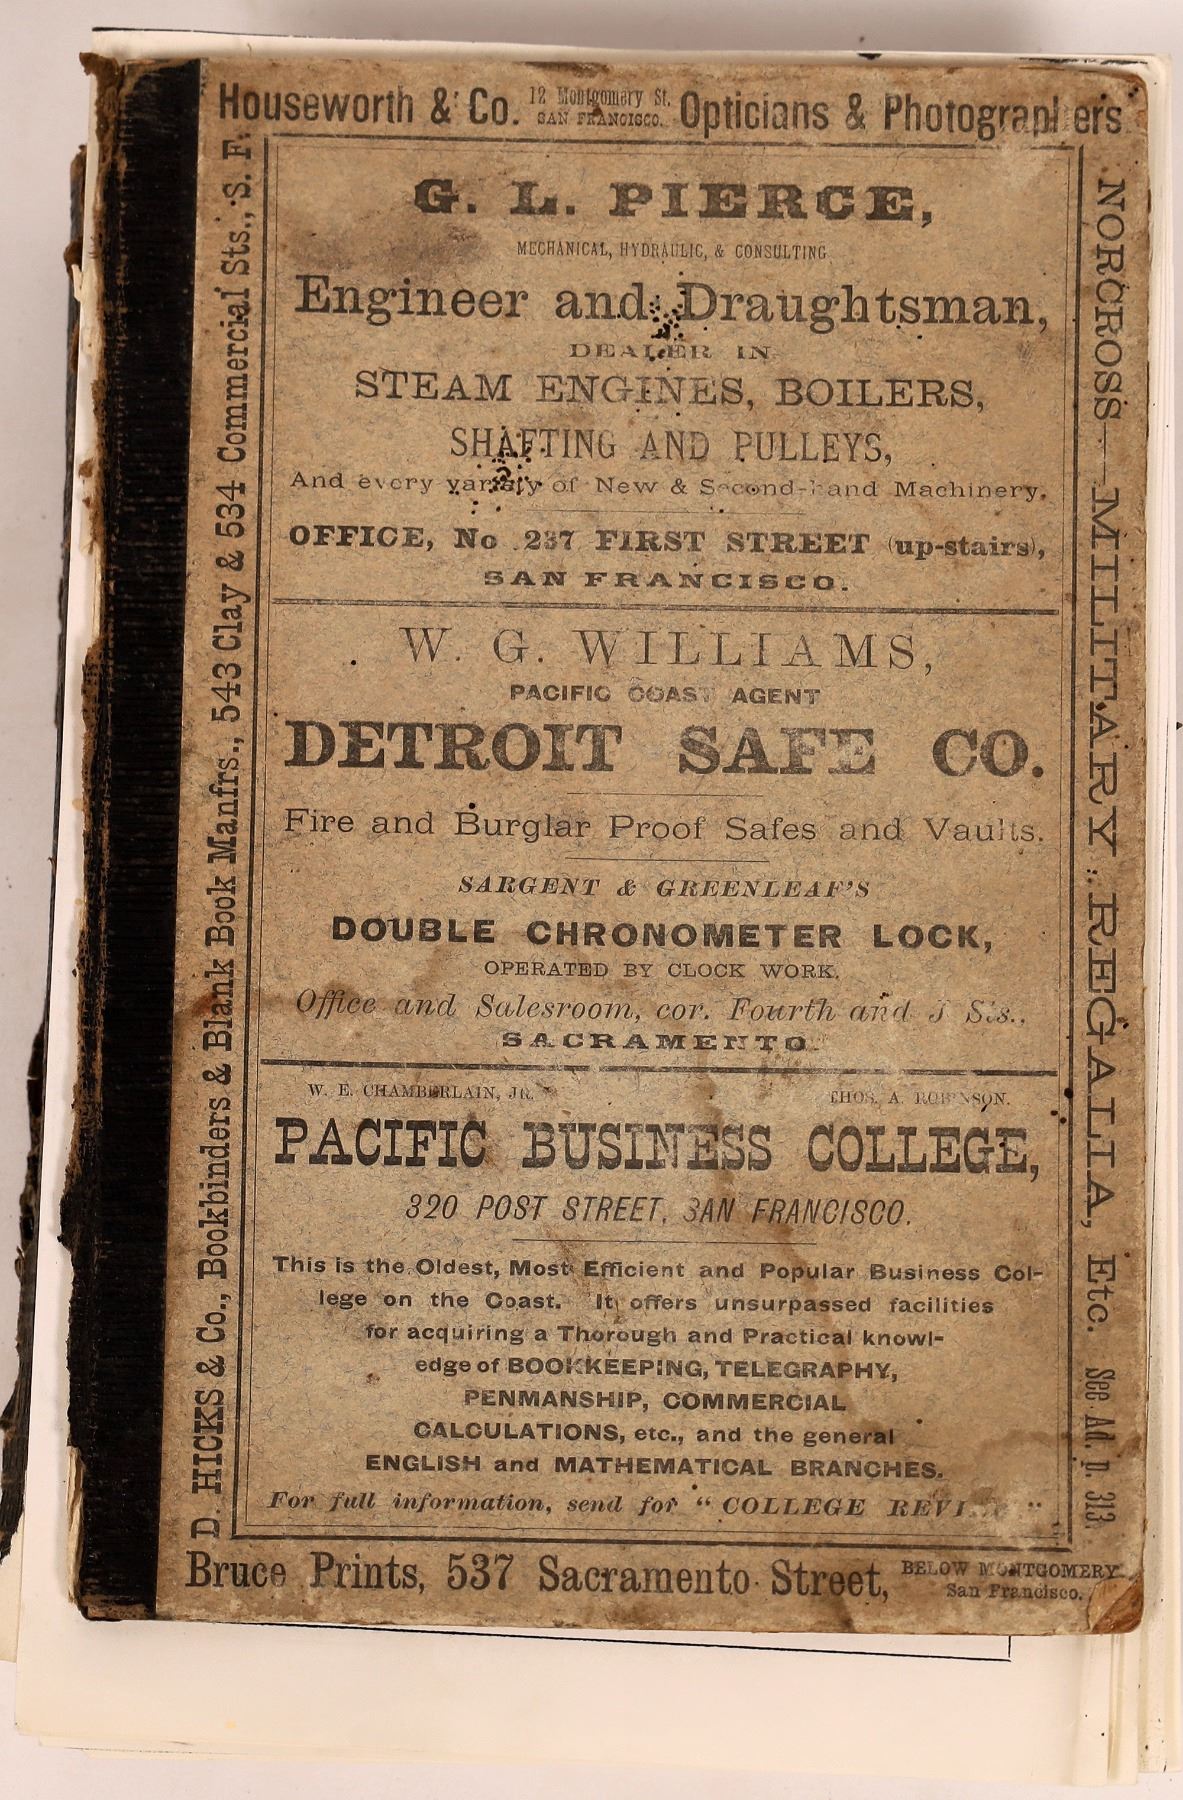 Houseworth & Co. 12 Montgomery St. SAN FRANCISCO. Opticians & Photographers
D. HICKS & Co., Bookbinders & Blank Book Manfrs., 543 Clay & 534 Commercial Sts., S. F.
G. L. PIERCE,
MECHANICAL, HYDRAULIC, & CONSULTING
Engineer and Draughtsman,
DEALER IN
STEAM ENGINES, BOILERS,
SHAFTING AND PULLEYS,
And every variety of New & Second-hand Machinery.
OFFICE, No 237 FIRST STREET (up-stairs),
SAN FRANCISCO.
W. G. WILLIAMS,
PACIFIC COAST AGENT
DETROIT SAFE CO.
Fire and Burglar Proof Safes and Vaults.
SARGENT & GREENLEAF'S
DOUBLE CHRONOMETER LOCK,
OPERATED BY CLOCK WORK.
Office and Salesroom, cor. Fourth and J Sts.,
SACRAMENTO.
W. E. CHAMBERLAIN, JR. THOS. A. ROBINSON.
PACIFIC BUSINESS COLLEGE,
320 POST STREET, SAN FRANCISCO.
This is the Oldest, Most Efficient and Popular Business Col-
lege on the Coast. It offers unsurpassed facilities
for acquiring a Thorough and Practical knowl-
edge of BOOKKEEPING, TELEGRAPHY,
PENMANSHIP, COMMERCIAL
CALCULATIONS, etc., and the general
ENGLISH and MATHEMATICAL BRANCHES.
For full information, send for "COLLEGE
NORCROSS—MILITARY REGALIA, Etc. See Ad. p. 313.
Bruce Prints, 537 Sacramento Street, BELOW MONTGOMERY San Francisco.